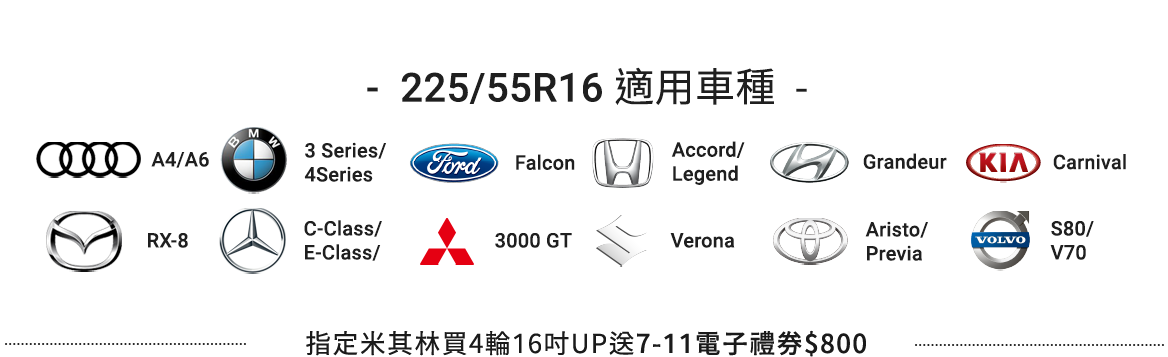 - 225/55R16 適用車種 -
A4/A6
BMW
3 Series/
4Series
Ford
Falcon
Accord/
Legend
Grandeur
KIA
Carnival
RX-8
C-Class/
E-Class/
3000 GT
Verona
Aristo/
Previa
VOLVO
S80/
V70
指定米其林買4輪16吋UP送7-11電子禮券$800